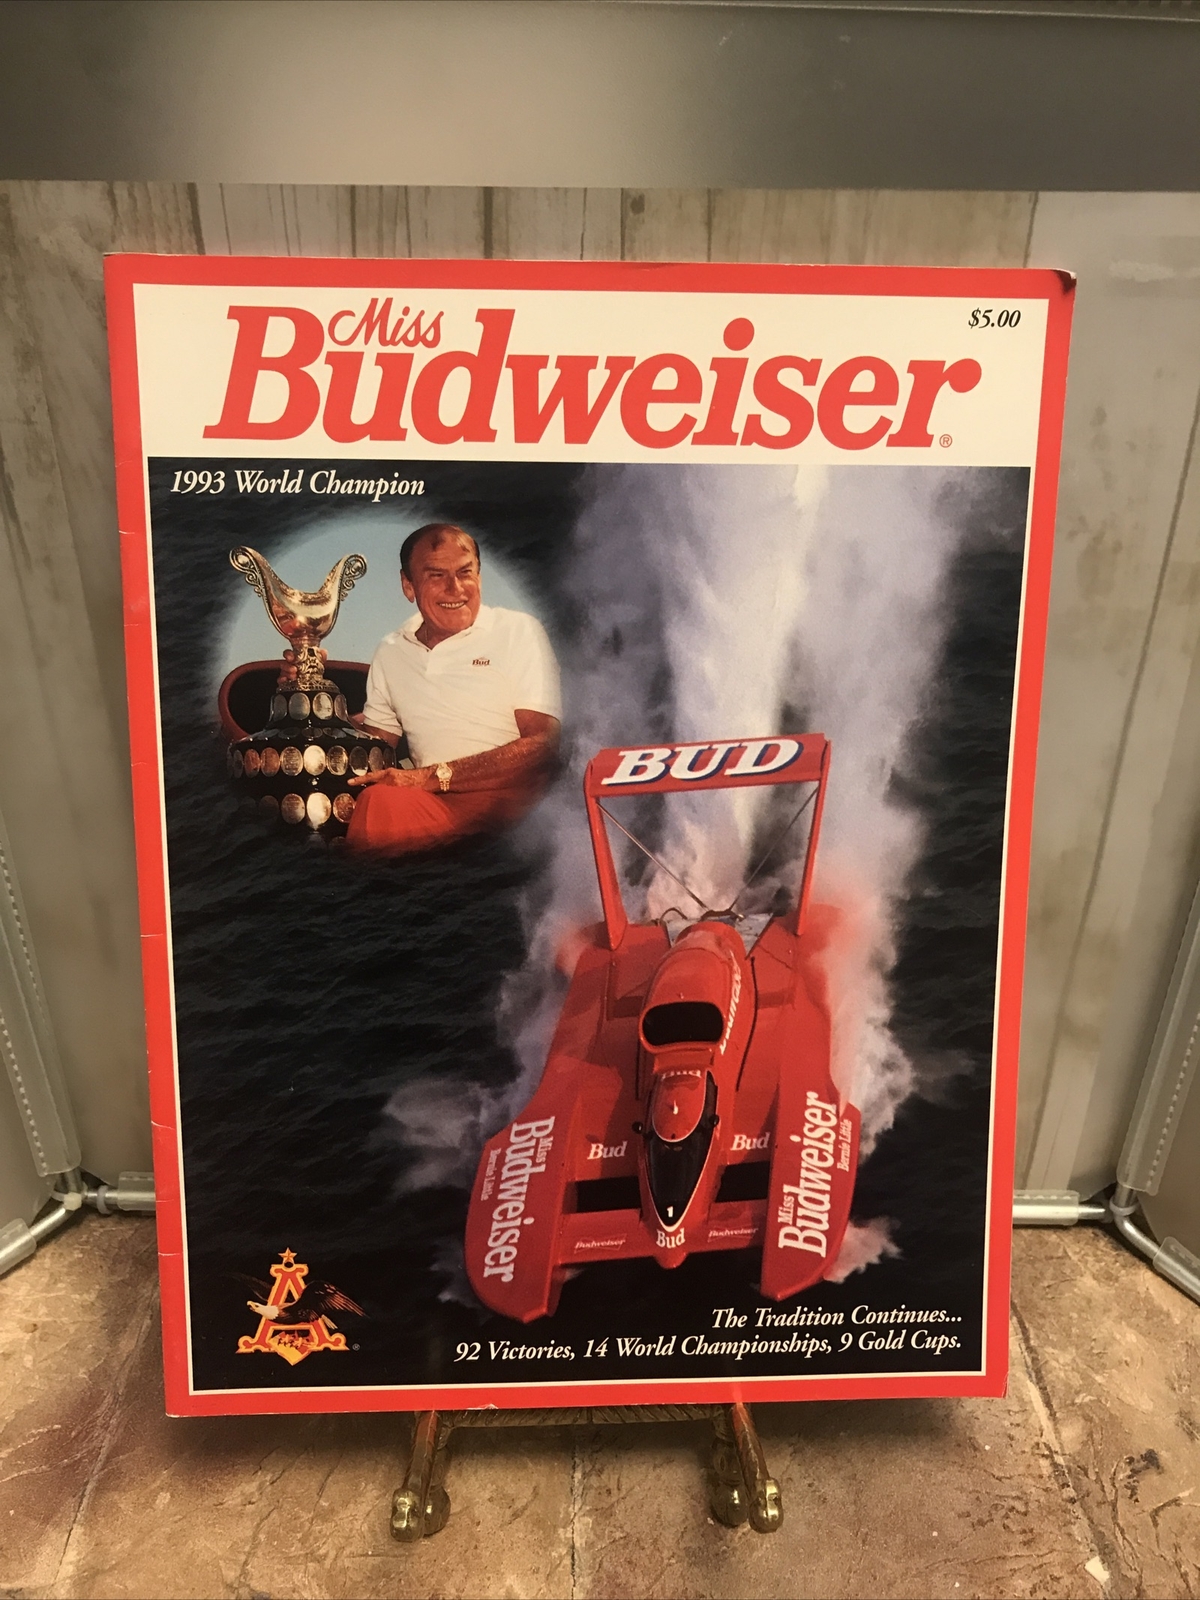 Miss
Budweiser®
$5.00
1993 World Champion
Bud
BUD
Bud
Bud
Bud
Miss
Budweiser
Bernie Little
Miss
Budweiser
Bernie Little
1
Bud
Budweiser
Budweiser
The Tradition Continues...
92 Victories, 14 World Championships, 9 Gold Cups.
®